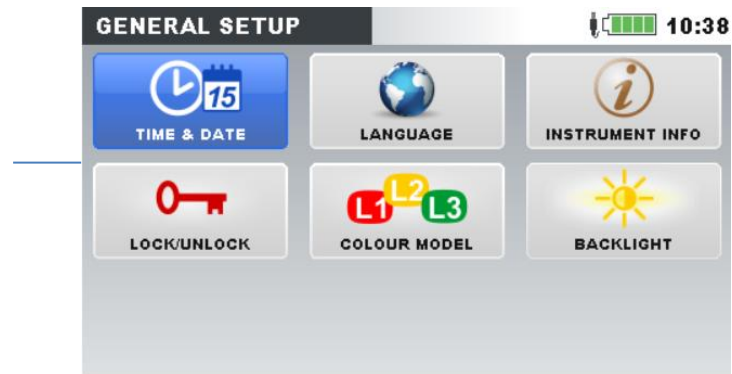 GENERAL SETUP
10:38
15
TIME & DATE
LANGUAGE
i
INSTRUMENT INFO
LOCK/UNLOCK
L1 L2 L3
COLOUR MODEL
BACKLIGHT